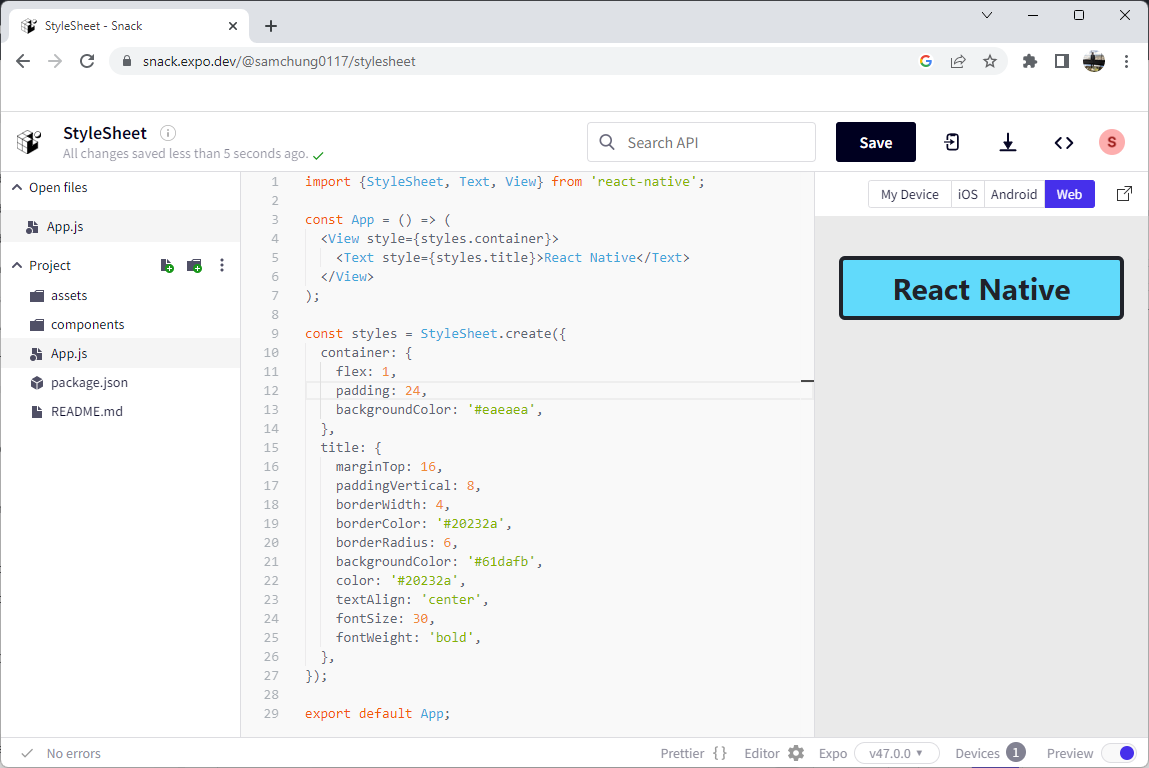 StyleSheet - Snack
snack.expo.dev/@samchung0117/stylesheet
StyleSheet
All changes saved less than 5 seconds ago.
Search API
Save
S
Open files
App.js
Project
assets
components
App.js
package.json
README.md
1 import {StyleSheet, Text, View} from 'react-native';
2
3 const App = () => (
4 <View style={styles.container}>
5 <Text style={styles.title}>React Native</Text>
6 </View>
7 );
8
9 const styles = StyleSheet.create({
10 container: {
11 flex: 1,
12 padding: 24,
13 backgroundColor: '#eaeaea',
14 },
15 title: {
16 marginTop: 16,
17 paddingVertical: 8,
18 borderWidth: 4,
19 borderColor: '#20232a',
20 borderRadius: 6,
21 backgroundColor: '#61dafb',
22 color: '#20232a',
23 textAlign: 'center',
24 fontSize: 30,
25 fontWeight: 'bold',
26 },
27 });
28
29 export default App;
My Device iOS Android Web
React Native
No errors
Prettier {} Editor Expo v47.0.0 Devices 1 Preview